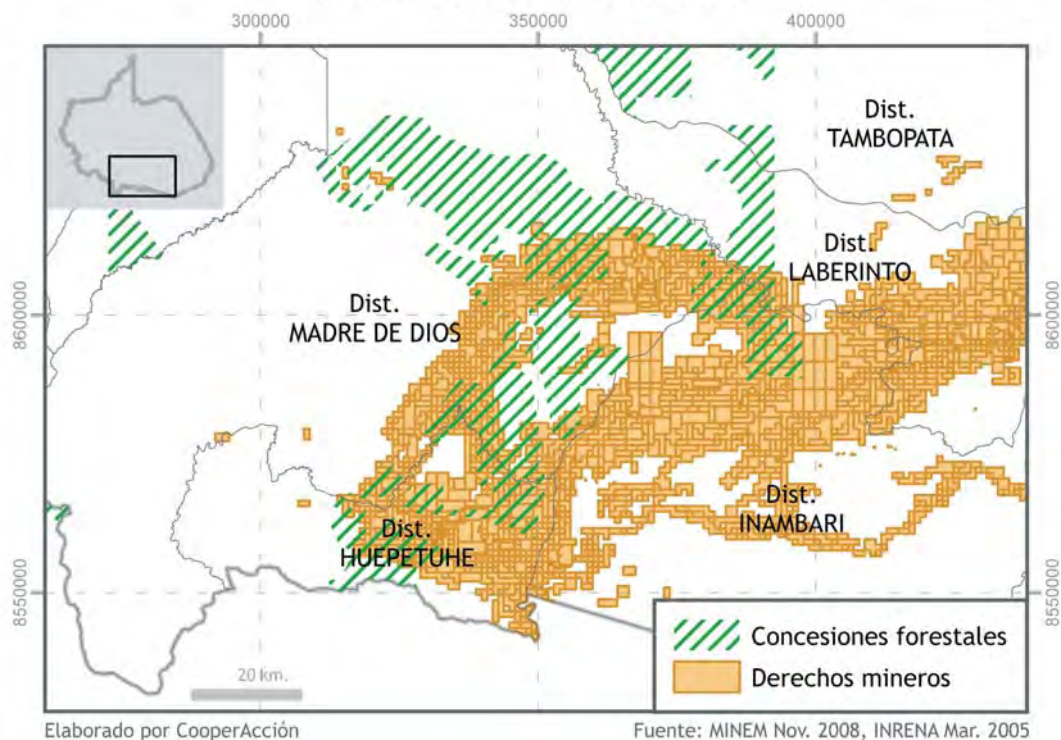 300000
350000
400000
Dist.
TAMBOPATA
Dist.
LABERINTO
Dist.
MADRE DE DIOS
8600000
8600000
Dist.
INAMBARI
Dist.
HUEPETUHE
8550000
8550000
Concesiones forestales
Derechos mineros
20 km.
Elaborado por CooperAcción
Fuente: MINEM Nov. 2008, INRENA Mar. 2005